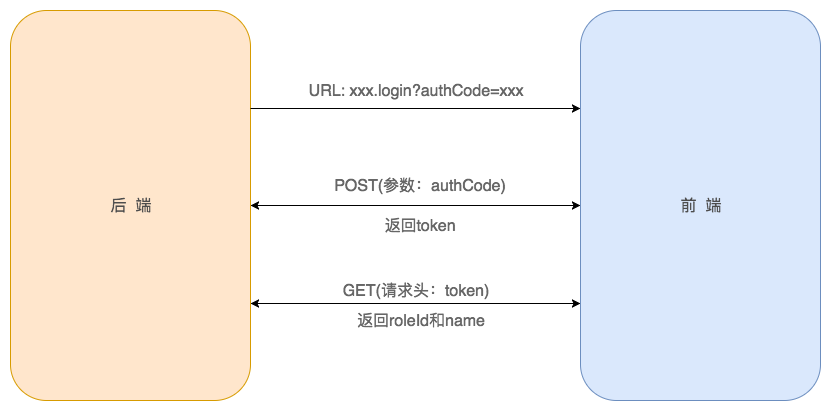 URL: xxx.login?authCode=xxx
POST(参数：authCode)
后 端
前 端
返回token
GET(请求头：token)
返回roleId和name